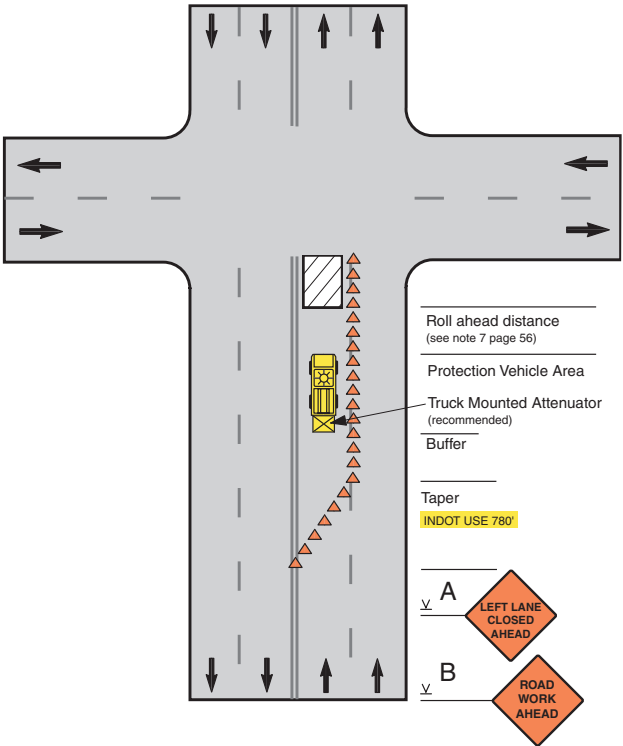 Roll ahead distance
(see note 7 page 56)
Protection Vehicle Area
Truck Mounted Attenuator
(recommended)
Buffer
Taper
INDOT USE 780'
A
LEFT LANE
CLOSED
AHEAD
B
ROAD
WORK
AHEAD